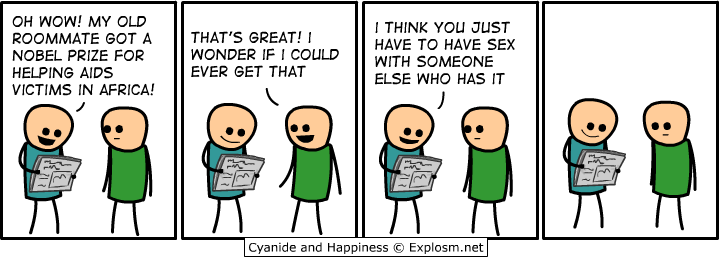 OH WOW! MY OLD
ROOMMATE GOT A
NOBEL PRIZE FOR
HELPING AIDS
VICTIMS IN AFRICA!
THAT'S GREAT! I
WONDER IF I COULD
EVER GET THAT
I THINK YOU JUST
HAVE TO HAVE SEX
WITH SOMEONE
ELSE WHO HAS IT
Cyanide and Happiness © Explosm.net